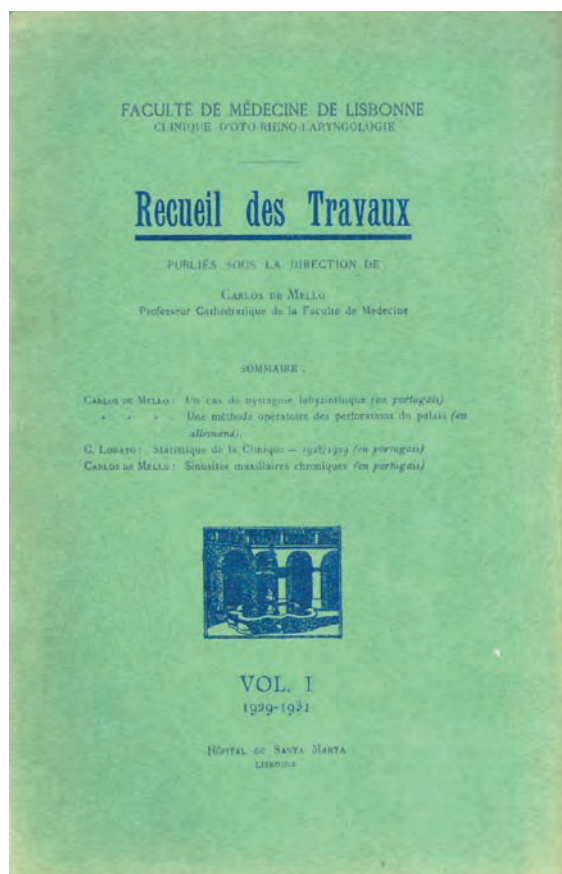 FACULTÉ DE MÉDECINE DE LISBONNE
CLINIQUE D'OTO-RHINO-LARYNGOLOGIE
Recueil des Travaux
PUBLIÉS SOUS LA DIRECTION DE
CARLOS DE MELLO
Professeur Cathédratique de la Faculté de Médecine
SOMMAIRE :
CARLOS DE MELLO : Un cas de nystagme labyrinthique (en portugais)
" " " Une méthode opératoire des perforations du palais (en
allemand).
C. : Statistique de la Clinique — 1928/1929 (en portugais)
CARLOS DE MELLO : Sinusites maxillaires chroniques (en portugais)
VOL. I
1929-1931
HÔPITAL DE SANTA MARTA
LISBONNE